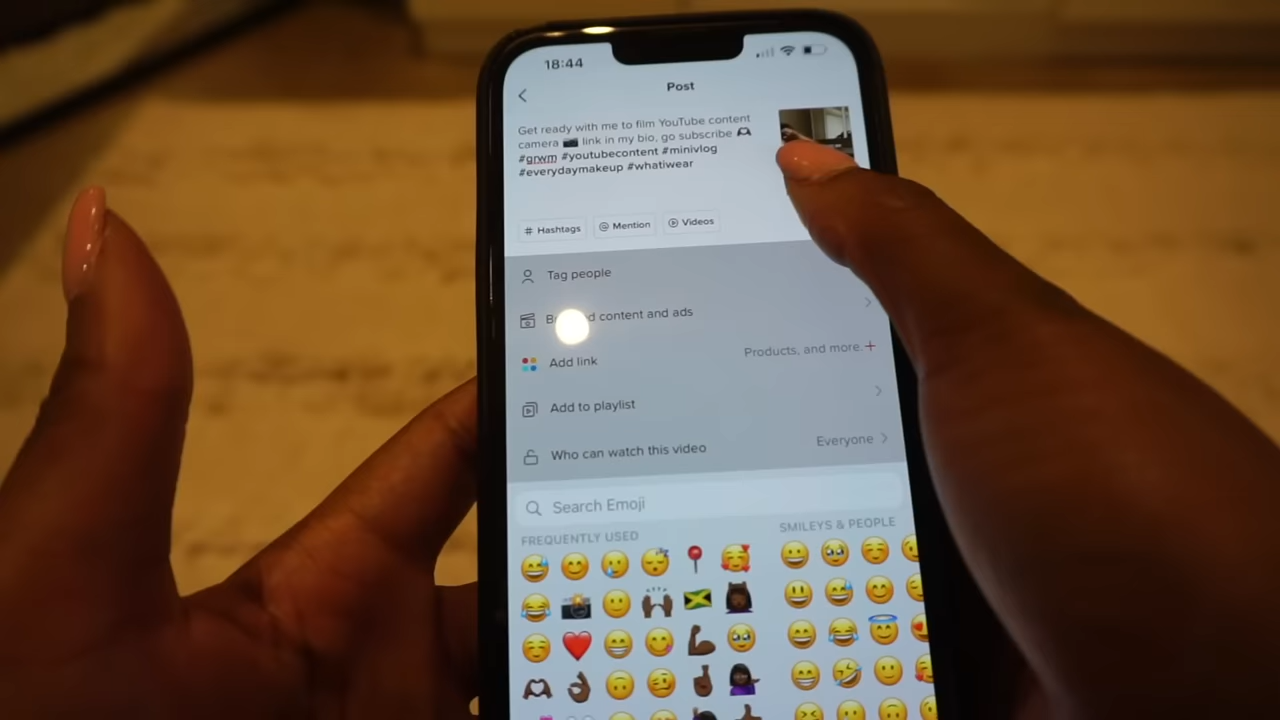 18:44
Post
Get ready with me to film YouTube content
camera 📷 link in my bio, go subscribe 🫶🏾
#grwm #youtubecontent #minivlog
#everydaymakeup #whatiwear
# Hashtags @ Mention Videos
Tag people
content and ads
Add link Products, and more. +
Add to playlist
Who can watch this video Everyone
Search Emoji
FREQUENTLY USED SMILEYS & PEOPLE